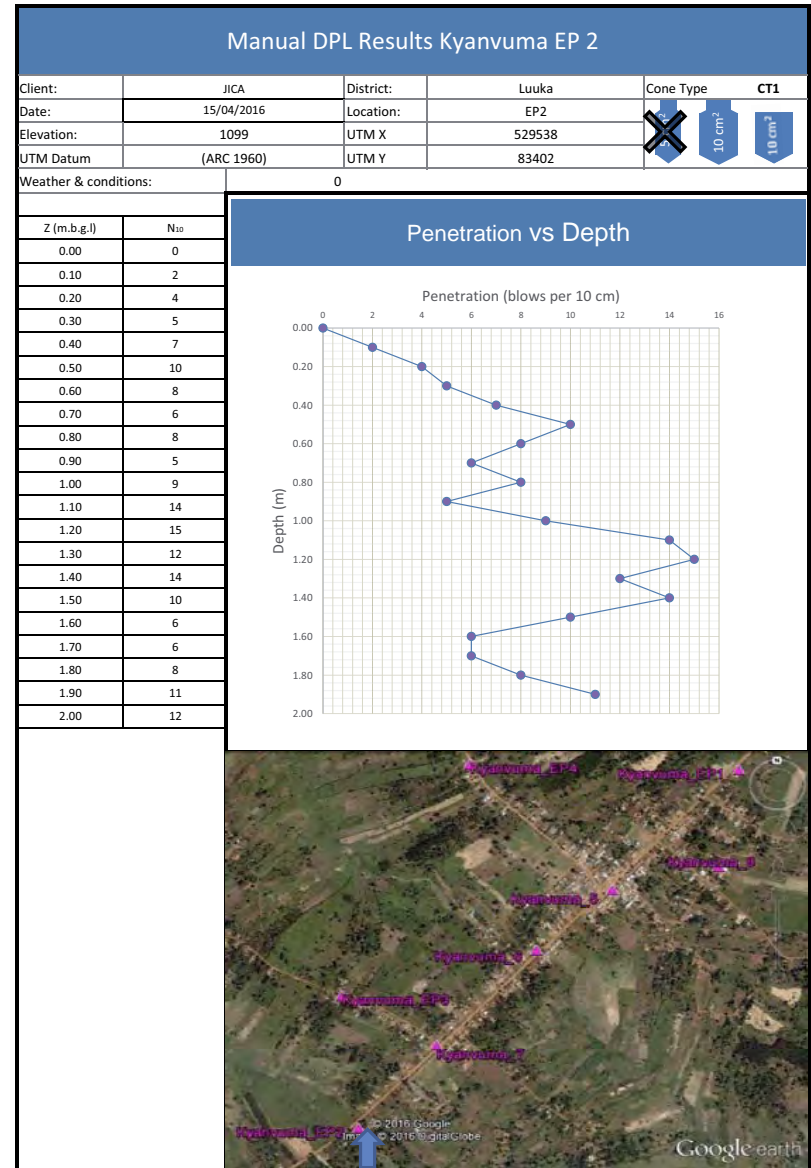 Manual DPL Results Kyanvuma EP 2
Client: JICA District: Luuka Cone Type CT1
Date: 15/04/2016 Location: EP2
Elevation: 1099 UTM X 529538
UTM Datum (ARC 1960) UTM Y 83402
10 cm²
10 cm²
Weather & conditions: 0
Z (m.b.g.l) N10
0.00 0
0.10 2
0.20 4
0.30 5
0.40 7
0.50 10
0.60 8
0.70 6
0.80 8
0.90 5
1.00 9
1.10 14
1.20 15
1.30 12
1.40 14
1.50 10
1.60 6
1.70 6
1.80 8
1.90 11
2.00 12
Penetration vs Depth
Penetration (blows per 10 cm)
0 2 4 6 8 10 12 14 16
Depth (m)
0.00
0.20
0.40
0.60
0.80
1.00
1.20
1.40
1.60
1.80
2.00
Kyanvuma_EP4
Kyanvuma_EP1
Kyanvuma_5
Kyanvuma_7
© 2016 Google
© 2016 DigitalGlobe
Google earth